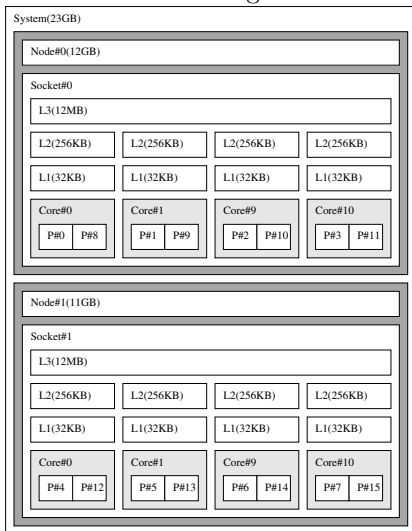 System(23GB)
Node#0(12GB)
Socket#0
L3(12MB)
L2(256KB) L2(256KB) L2(256KB) L2(256KB)
L1(32KB) L1(32KB) L1(32KB) L1(32KB)
Core#0 Core#1 Core#9 Core#10
P#0 P#8 P#1 P#9 P#2 P#10 P#3 P#11
Node#1(11GB)
Socket#1
L3(12MB)
L2(256KB) L2(256KB) L2(256KB) L2(256KB)
L1(32KB) L1(32KB) L1(32KB) L1(32KB)
Core#0 Core#1 Core#9 Core#10
P#4 P#12 P#5 P#13 P#6 P#14 P#7 P#15